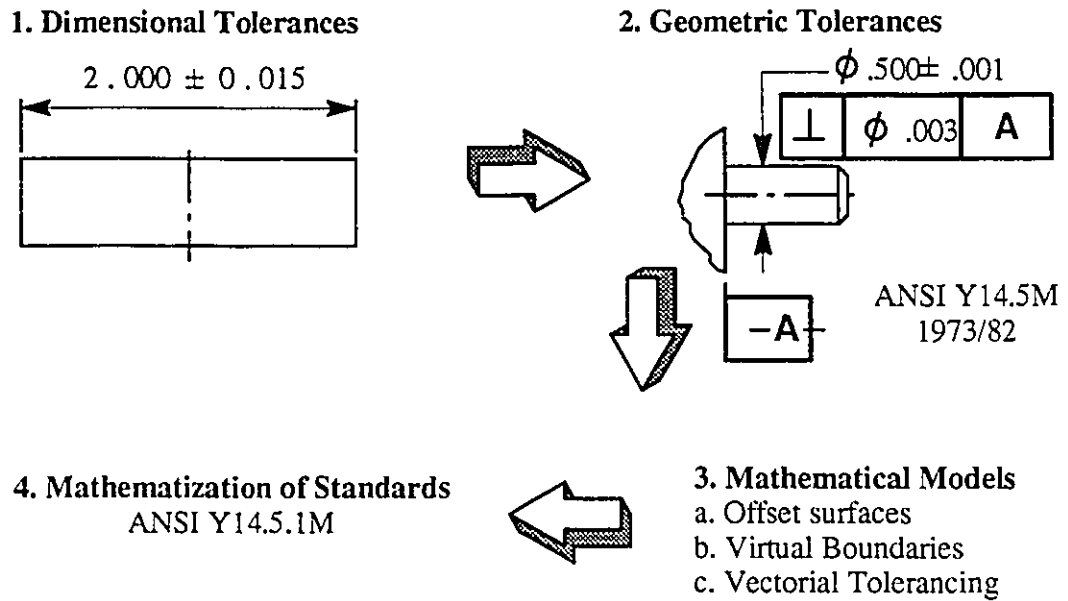 1. Dimensional Tolerances
2.000 ± 0.015
2. Geometric Tolerances
ϕ .500± .001
⊥ ϕ .003 A
-A-
ANSI Y14.5M
1973/82
3. Mathematical Models
a. Offset surfaces
b. Virtual Boundaries
c. Vectorial Tolerancing
4. Mathematization of Standards
ANSI Y14.5.1M